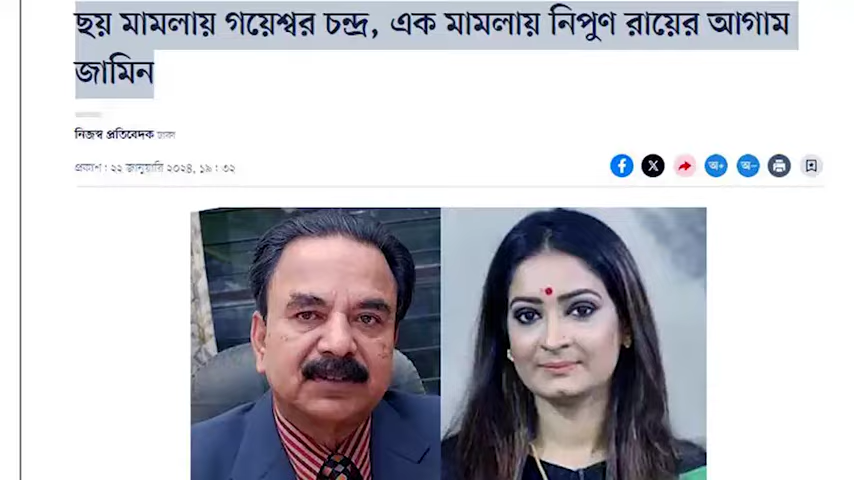 ছয় মামলায় গয়েশ্বর চন্দ্র, এক মামলায় নিপুণ রায়ের আগাম
জামিন
নিজস্ব প্রতিবেদক ঢাকা
প্রকাশ : ২২ জানুয়ারি ২০২৪, ১৯ : ৩২
অ+ অ-